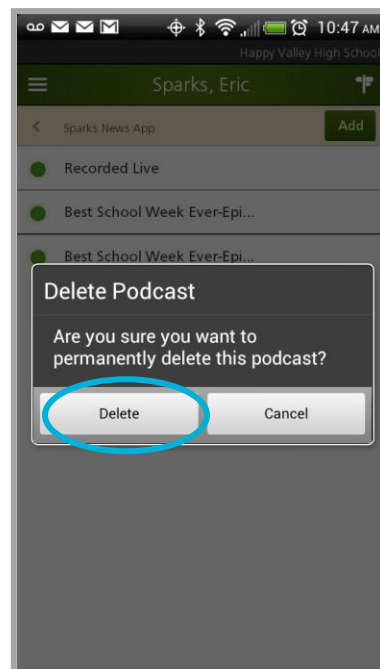 10:47 AM
Happy Valley High School
Sparks, Eric
Sparks News App
Add
Recorded Live
Best School Week Ever-Epi...
Best School Week Ever-Epi...
Delete Podcast
Are you sure you want to
permanently delete this podcast?
Delete
Cancel